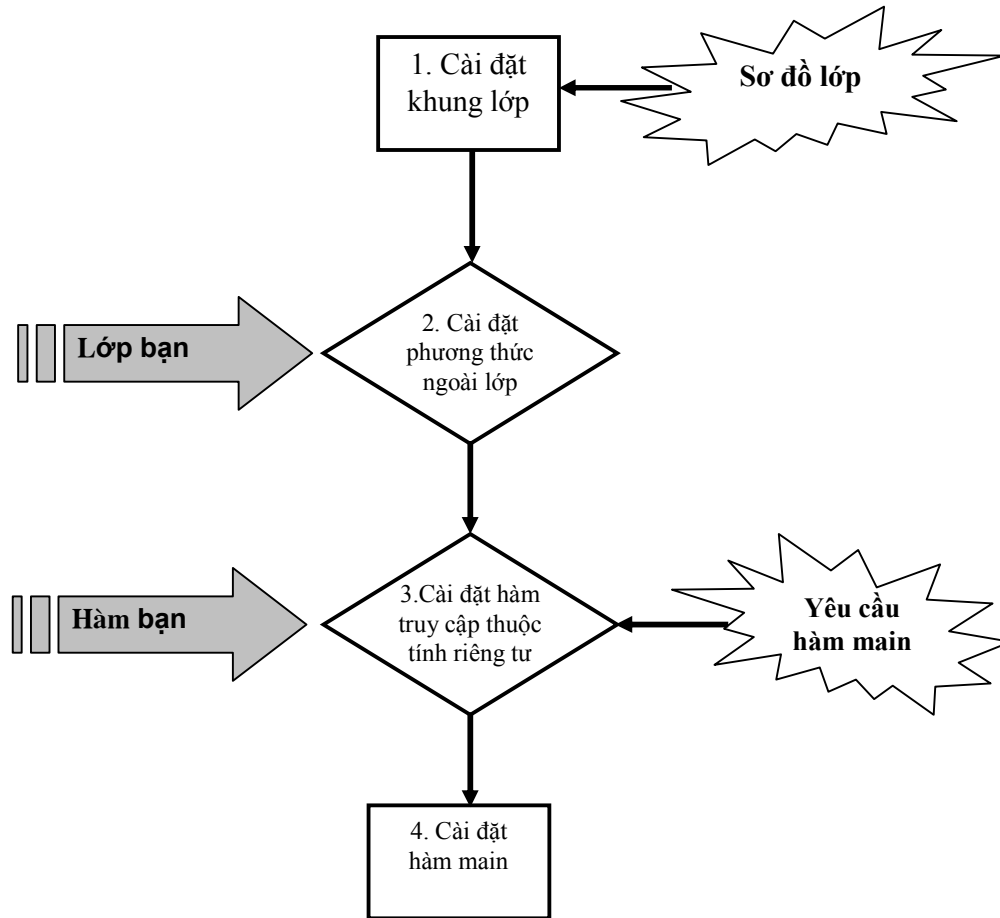 1. Cài đặt
khung lớp
Sơ đồ lớp
2. Cài đặt
phương thức
ngoài lớp
Lớp bạn
3.Cài đặt hàm
truy cập thuộc
tính riêng tư
Hàm bạn
Yêu cầu
hàm main
4. Cài đặt
hàm main